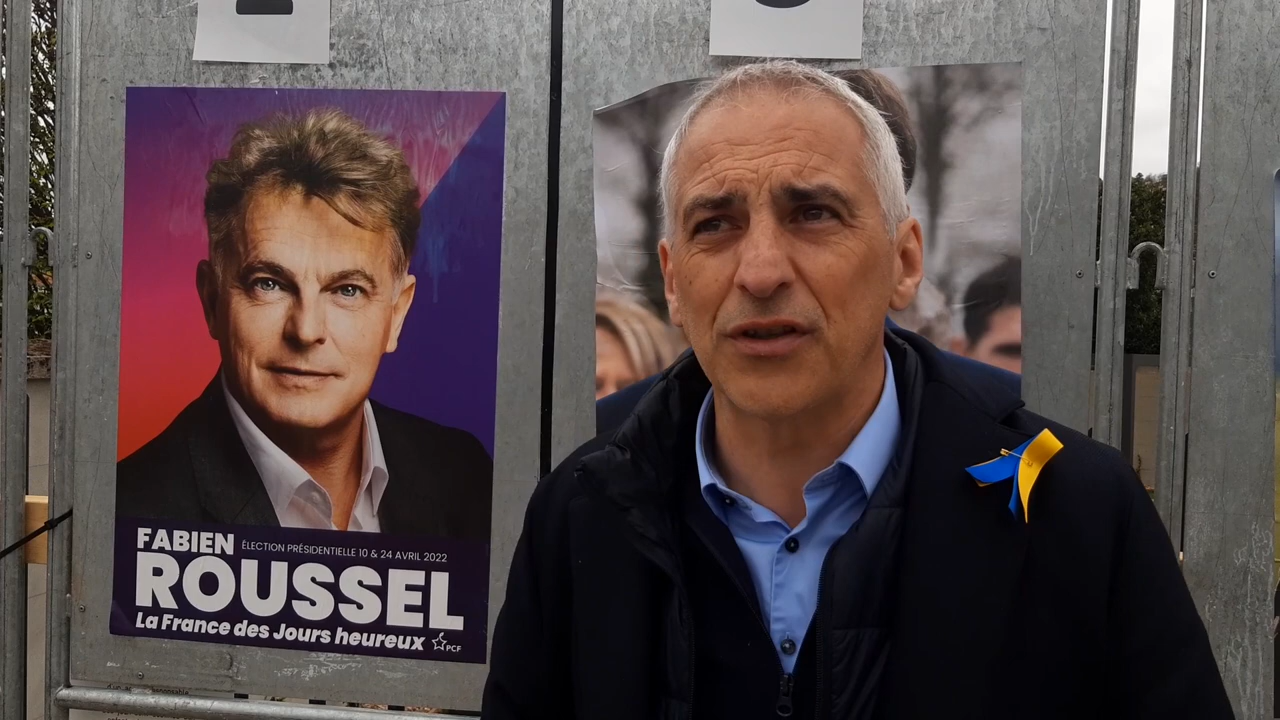 FABIEN
ÉLECTION PRÉSIDENTIELLE 10 & 24 AVRIL 2022
ROUSSEL
La France des Jours heureux
PCF